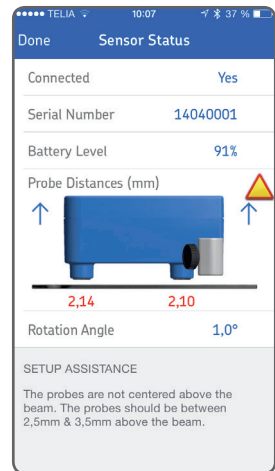 TELIA 10:07 37 %
Done Sensor Status
Connected Yes
Serial Number 14040001
Battery Level 91%
Probe Distances (mm)
2,14 2,10
Rotation Angle 1,0°
SETUP ASSISTANCE
The probes are not centered above the
beam. The probes should be between
2,5mm & 3,5mm above the beam.